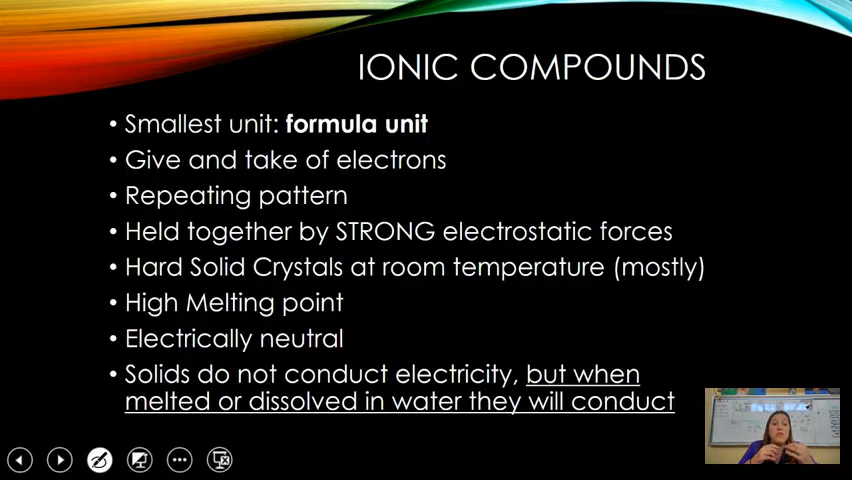 IONIC COMPOUNDS
• Smallest unit: formula unit
• Give and take of electrons
• Repeating pattern
• Held together by STRONG electrostatic forces
• Hard Solid Crystals at room temperature (mostly)
• High Melting point
• Electrically neutral
• Solids do not conduct electricity, but when
melted or dissolved in water they will conduct